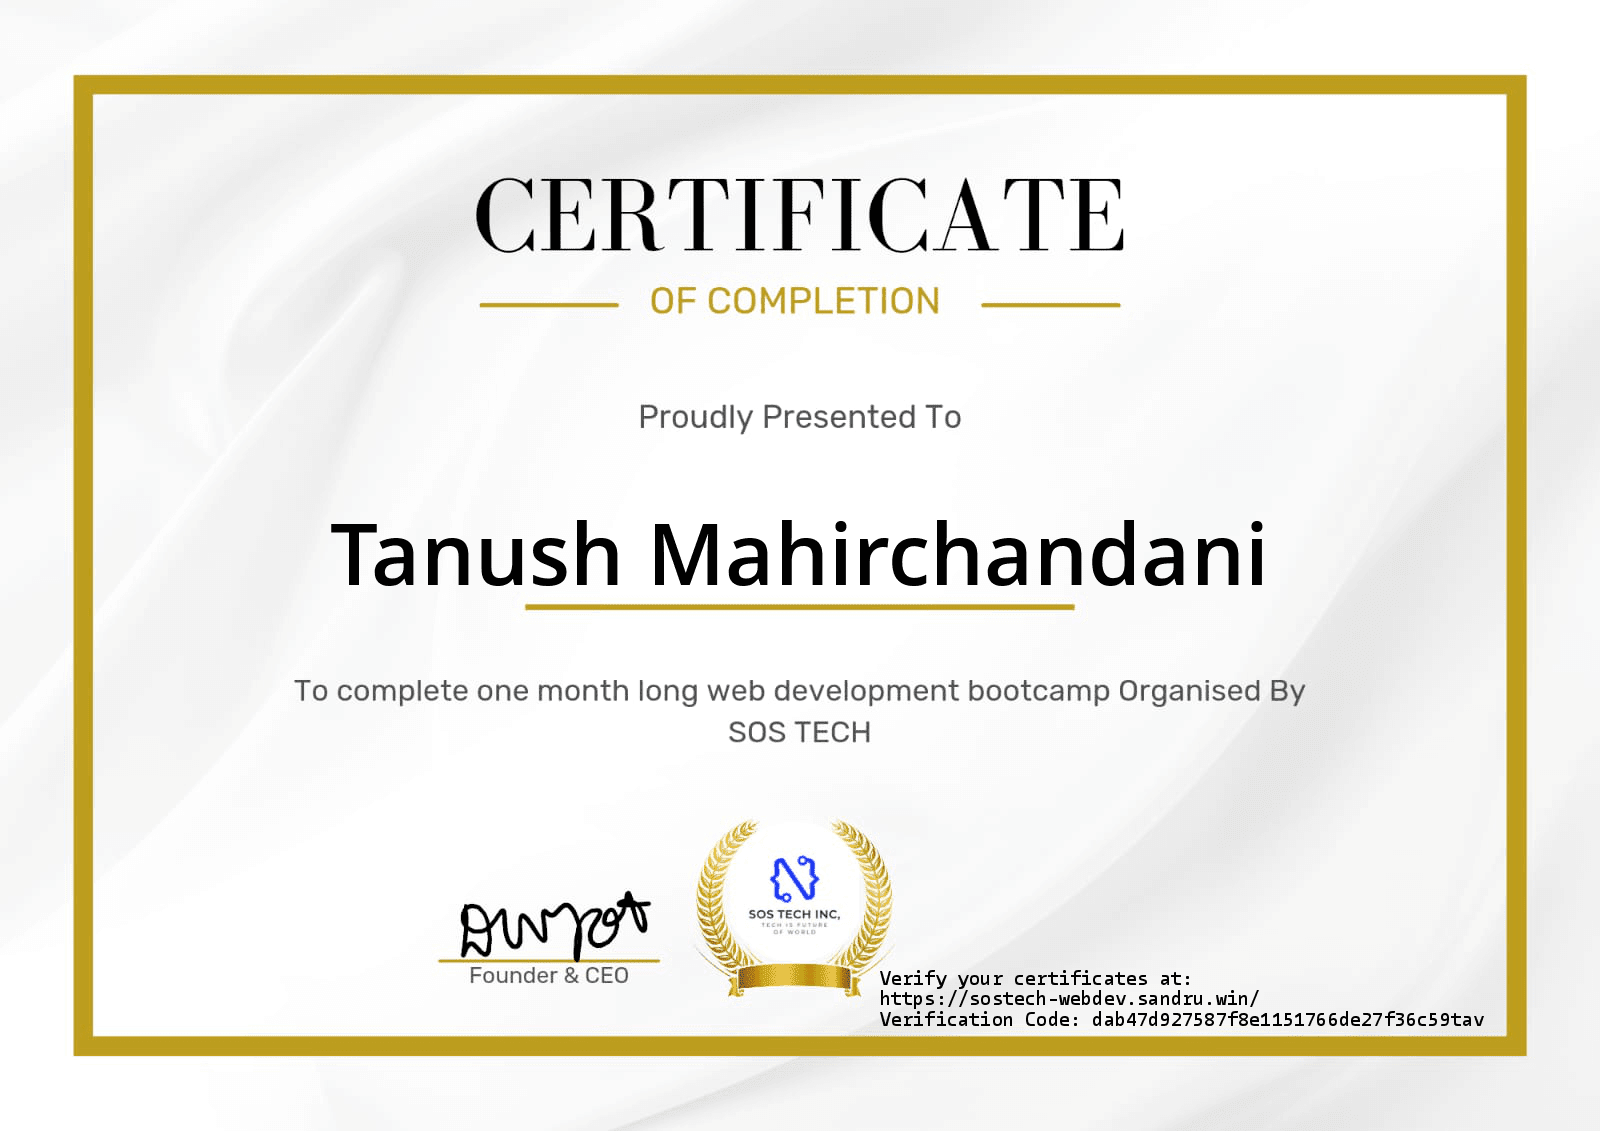 CERTIFICATE
OF COMPLETION
Proudly Presented To
Tanush Mahirchandani
To complete one month long web development bootcamp Organised By
SOS TECH
Founder & CEO
SOS TECH INC,
TECH IS FUTURE
OF WORLD
Verify your certificates at:
https://sostech-webdev.sandru.win/
Verification Code: dab47d927587f8e1151766de27f36c59tav